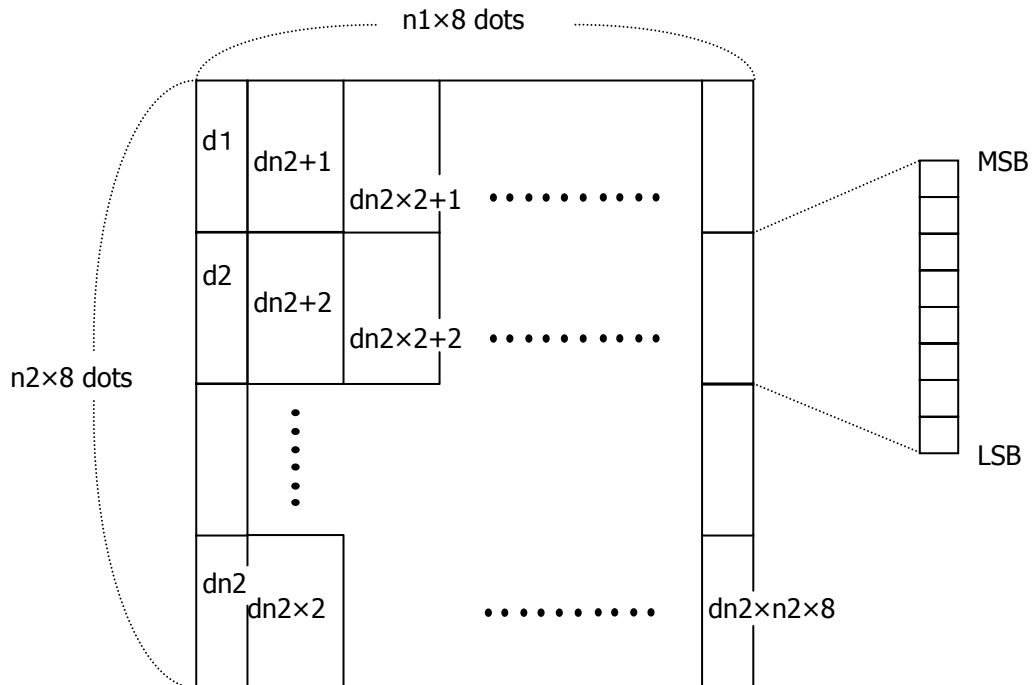 n1×8 dots
d1
dn2+1
dn2×2+1
MSB
d2
dn2+2
dn2×2+2
n2×8 dots
LSB
dn2
dn2×2
dn2×n2×8